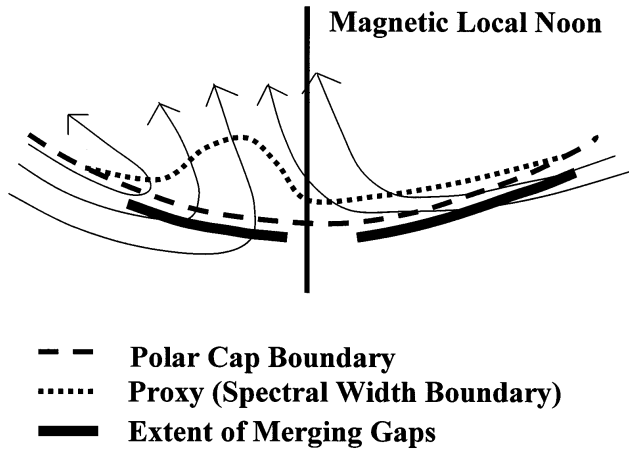 Magnetic Local Noon
Polar Cap Boundary
Proxy (Spectral Width Boundary)
Extent of Merging Gaps